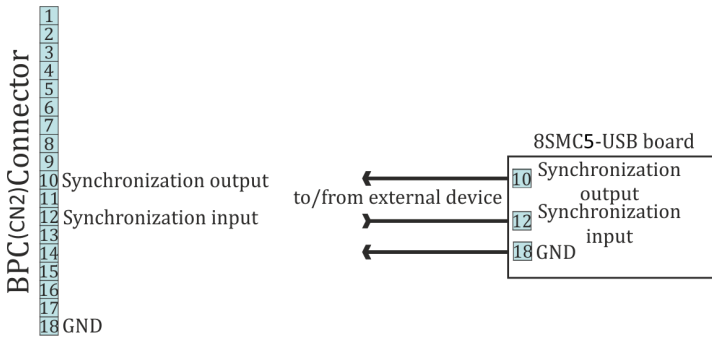 BPC(CN2)Connector
1
2
3
4
5
6
7
8
9
10 Synchronization output
11
12 Synchronization input
13
14
15
16
17
18 GND
to/from external device
8SMC5-USB board
10 Synchronization
output
12 Synchronization
input
18 GND